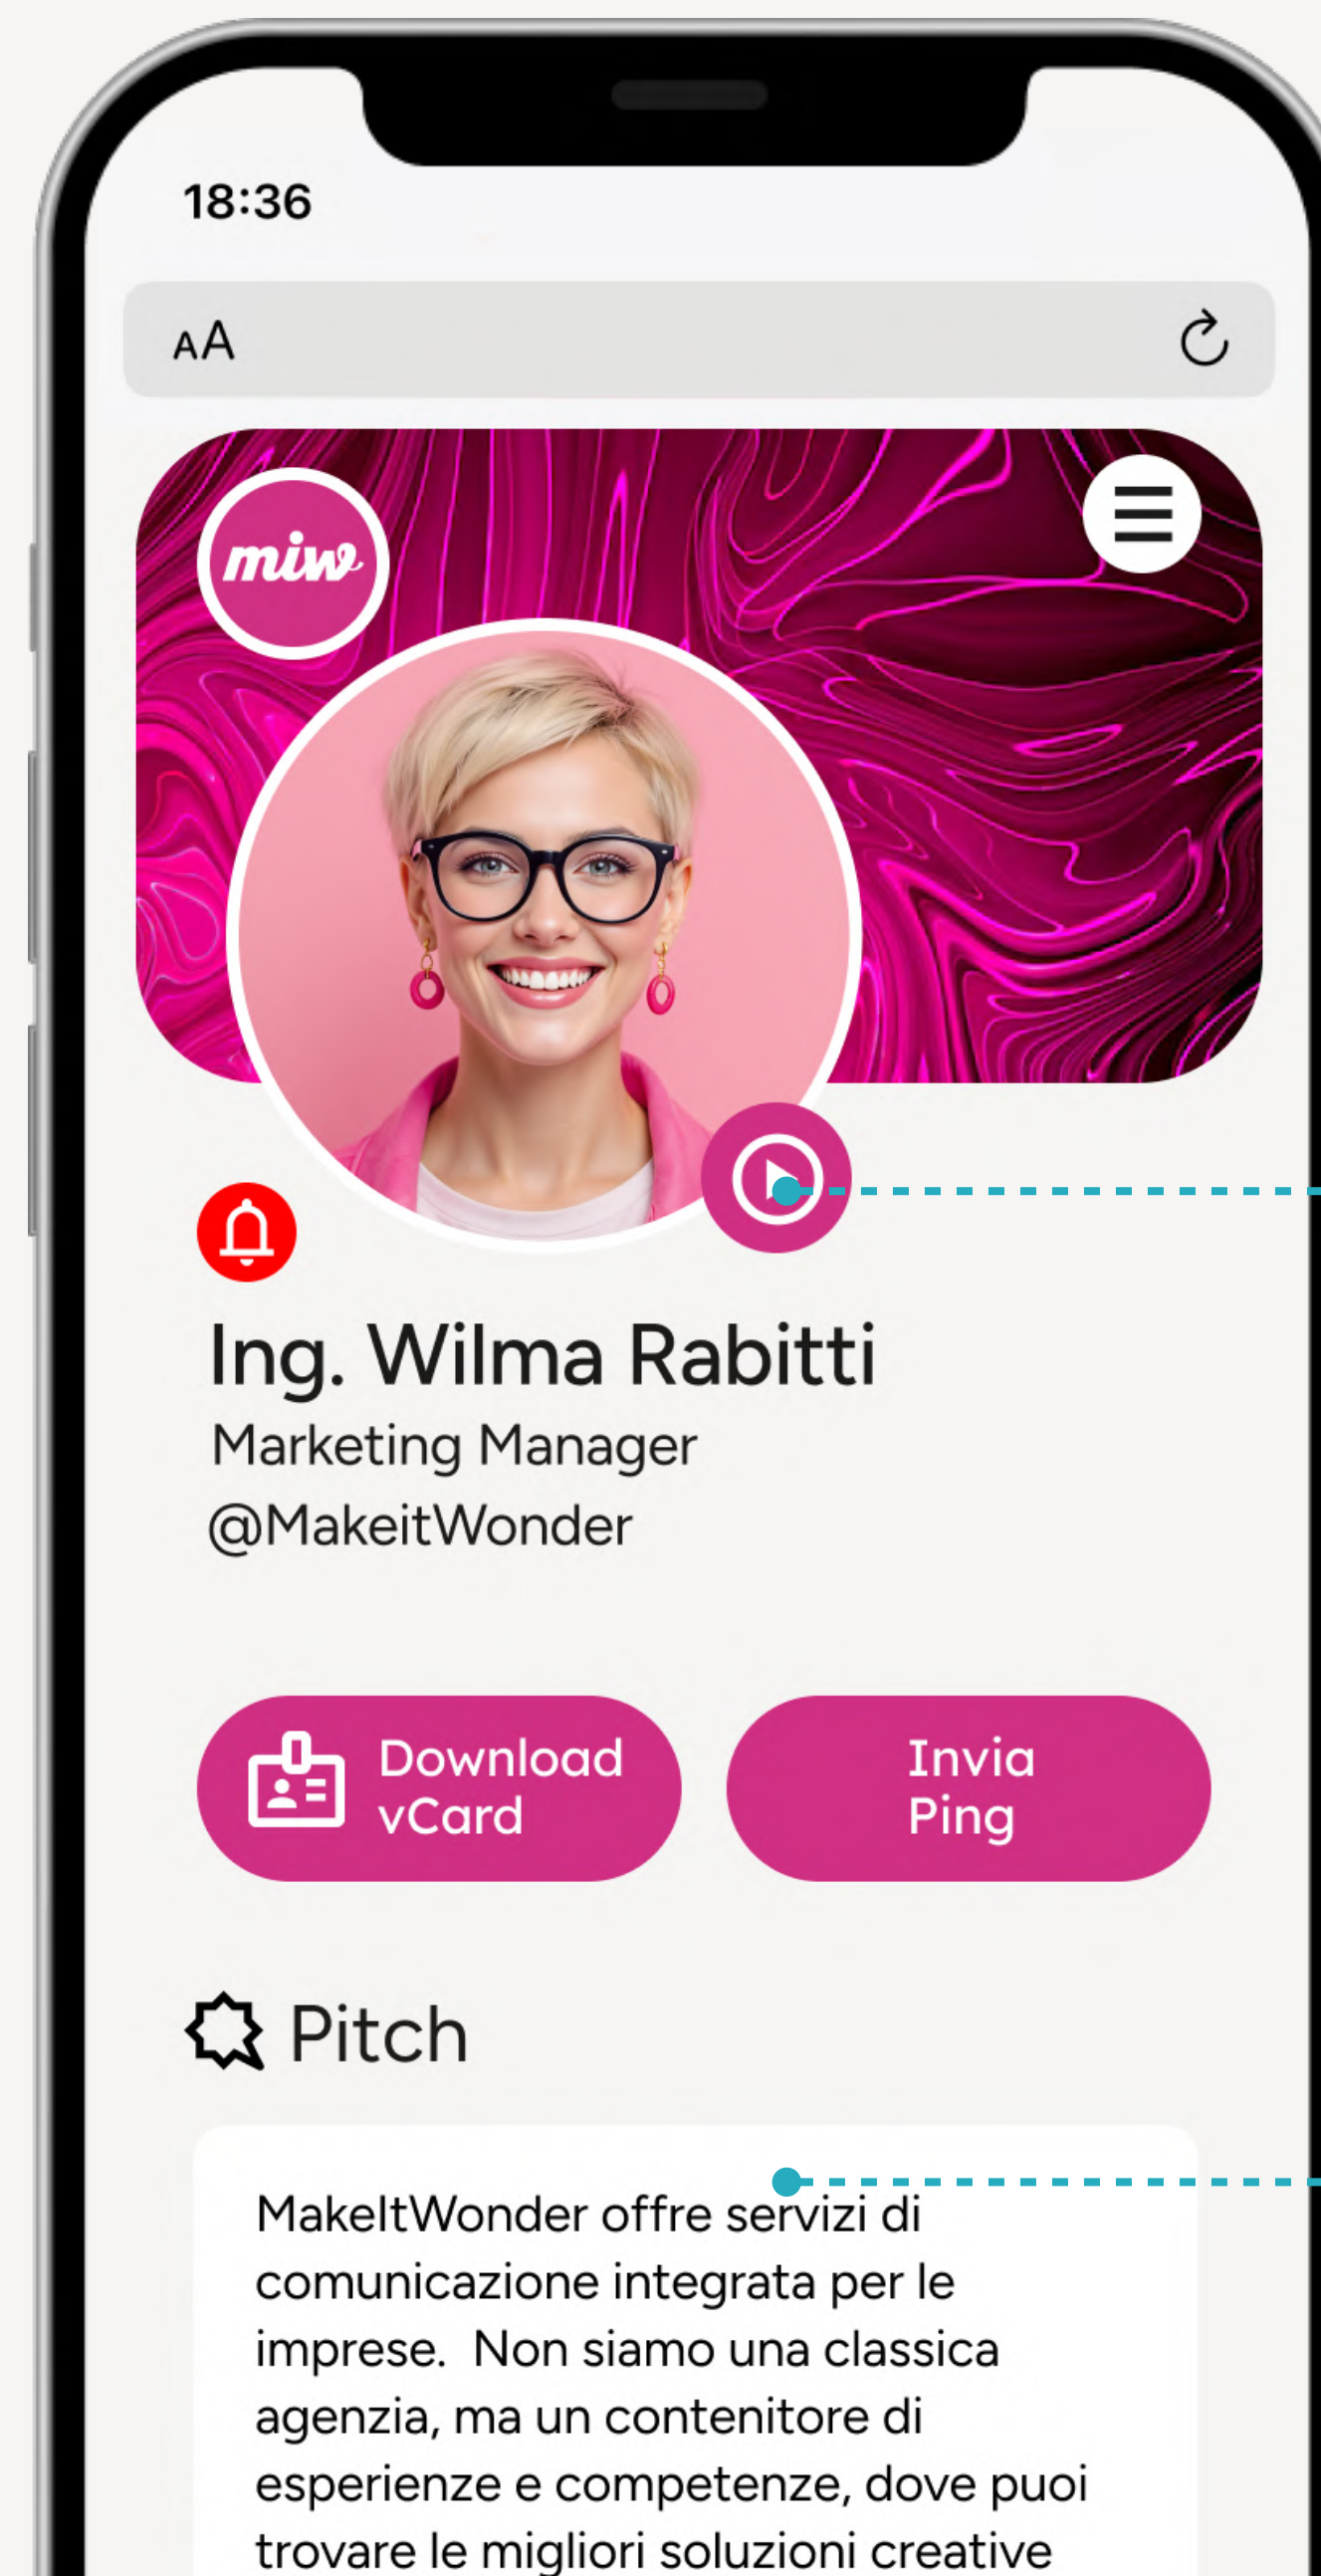 18:36
AA
miw
Ing. Wilma Rabitti
Marketing Manager
@MakeitWonder
Download
vCard
Invia
Ping
Pitch
MakeItWonder offre servizi di
comunicazione integrata per le
imprese.  Non siamo una classica
agenzia, ma un contenitore di
esperienze e competenze, dove puoi
trovare le migliori soluzioni creative